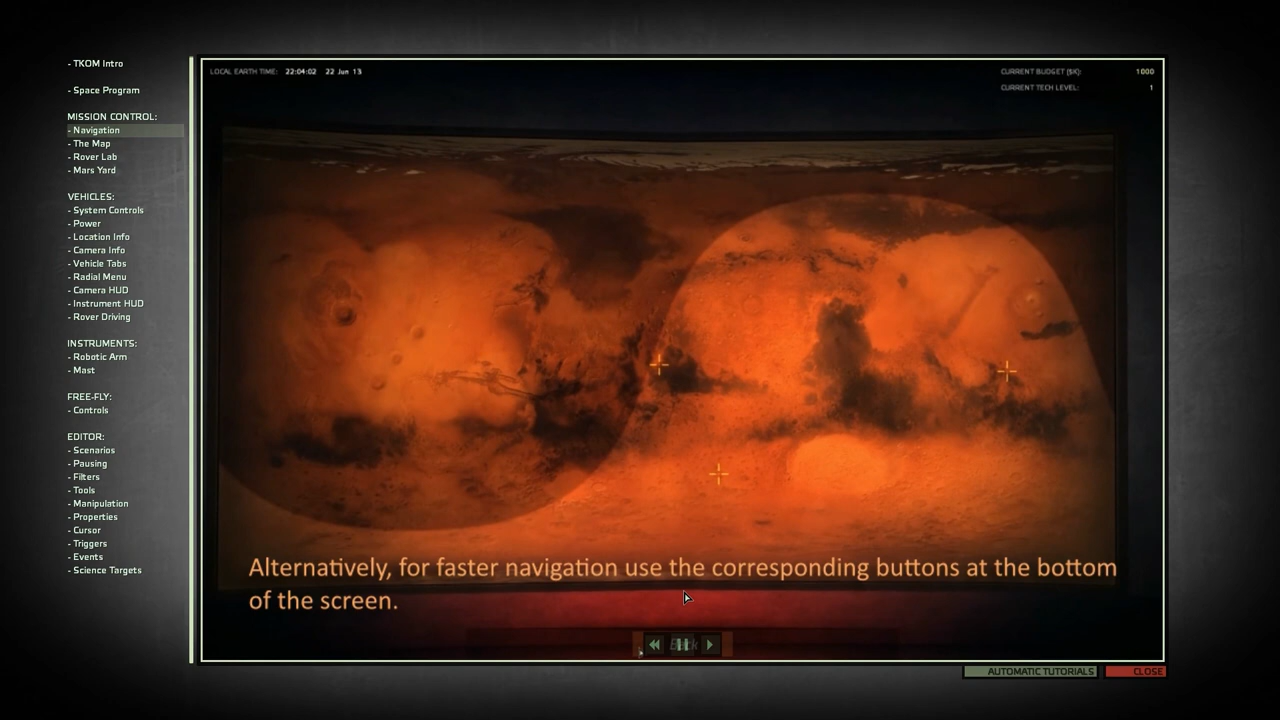 - TKOM Intro
- Space Program
MISSION CONTROL:
- Navigation
- The Map
- Rover Lab
- Mars Yard
VEHICLES:
- System Controls
- Power
- Location Info
- Camera Info
- Vehicle Tabs
- Radial Menu
- Camera HUD
- Instrument HUD
- Rover Driving
INSTRUMENTS:
- Robotic Arm
- Mast
FREE-FLY:
- Controls
EDITOR:
- Scenarios
- Pausing
- Filters
- Tools
- Manipulation
- Properties
- Cursor
- Triggers
- Events
- Science Targets
LOCAL EARTH TIME: 22:04:02 22 Jun 13
CURRENT BUDGET [$K]: 1000
CURRENT TECH LEVEL: 1
Alternatively, for faster navigation use the corresponding buttons at the bottom
of the screen.
Back
AUTOMATIC TUTORIALS
CLOSE